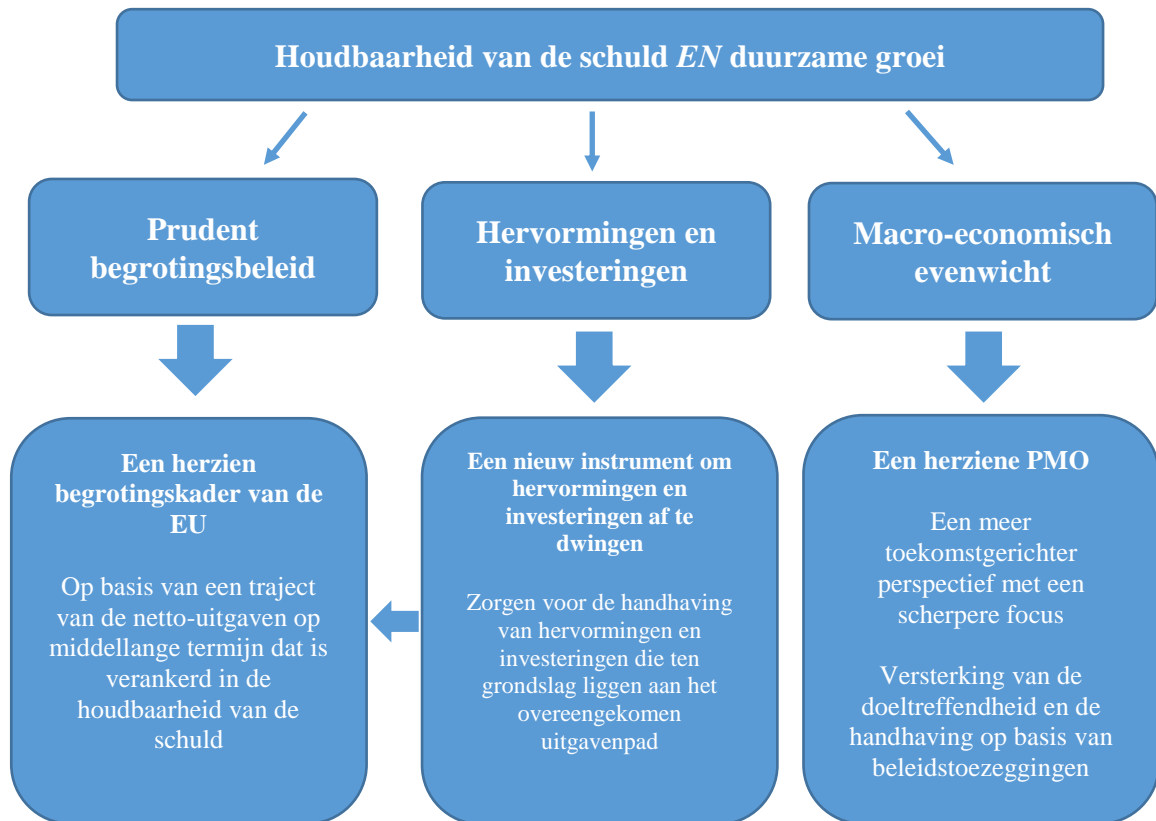 Houdbaarheid van de schuld EN duurzame groei
Prudent
begrotingsbeleid
Hervormingen en
investeringen
Macro-economisch
evenwicht
Een herzien
begrotingskader van de
EU
Op basis van een traject
van de netto-uitgaven op
middellange termijn dat is
verankerd in de
houdbaarheid van de
schuld
Een nieuw instrument om
hervormingen en
investeringen af te
dwingen
Zorgen voor de handhaving
van hervormingen en
investeringen die ten
grondslag liggen aan het
overeengekomen
uitgavenpad
Een herziene PMO
Een meer
toekomstgerichter
perspectief met een
scherpere focus
Versterking van de
doeltreffendheid en de
handhaving op basis van
beleidstoezeggingen